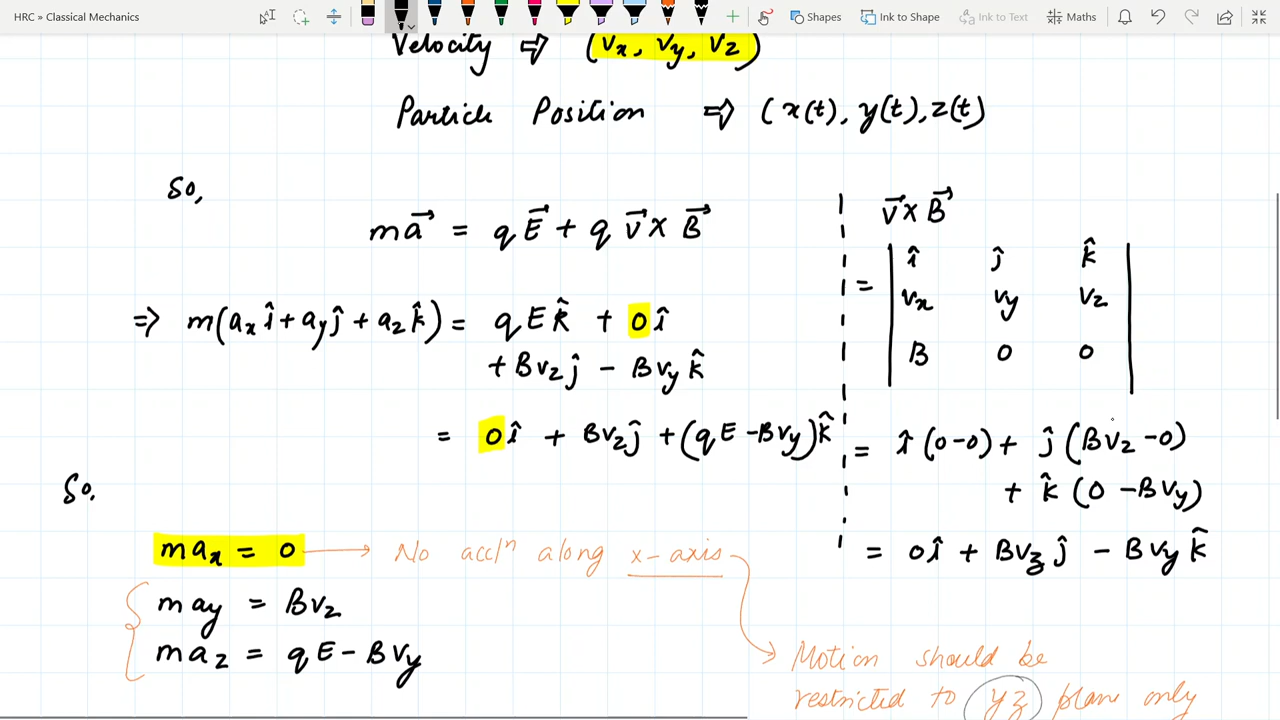 HRC > Classical Mechanics
Shapes Ink to Shape Ink to Text Maths
Velocity ⇨ (vx, vy, vz)
Particle Position ⇨ (x(t), y(t), z(t))
So,
ma⃗ = qE⃗ + q v⃗ x B⃗
=> m(ax î + ay ĵ + az k̂) = qE k̂ + 0 î
+ Bvz ĵ - Bvy k̂
= 0 î + Bvz ĵ + (qE - Bvy) k̂
So,
max = 0 → No acclⁿ along x-axis
may = Bvz
maz = qE - Bvy
Motion should be
restricted to yz plane only
v⃗ x B⃗
= | î ĵ k̂ |
| vx vy vz |
| B 0 0 |
= î (0-0) + ĵ (Bvz - 0)
+ k̂ (0 - Bvy)
= 0 î + Bvz ĵ - Bvy k̂